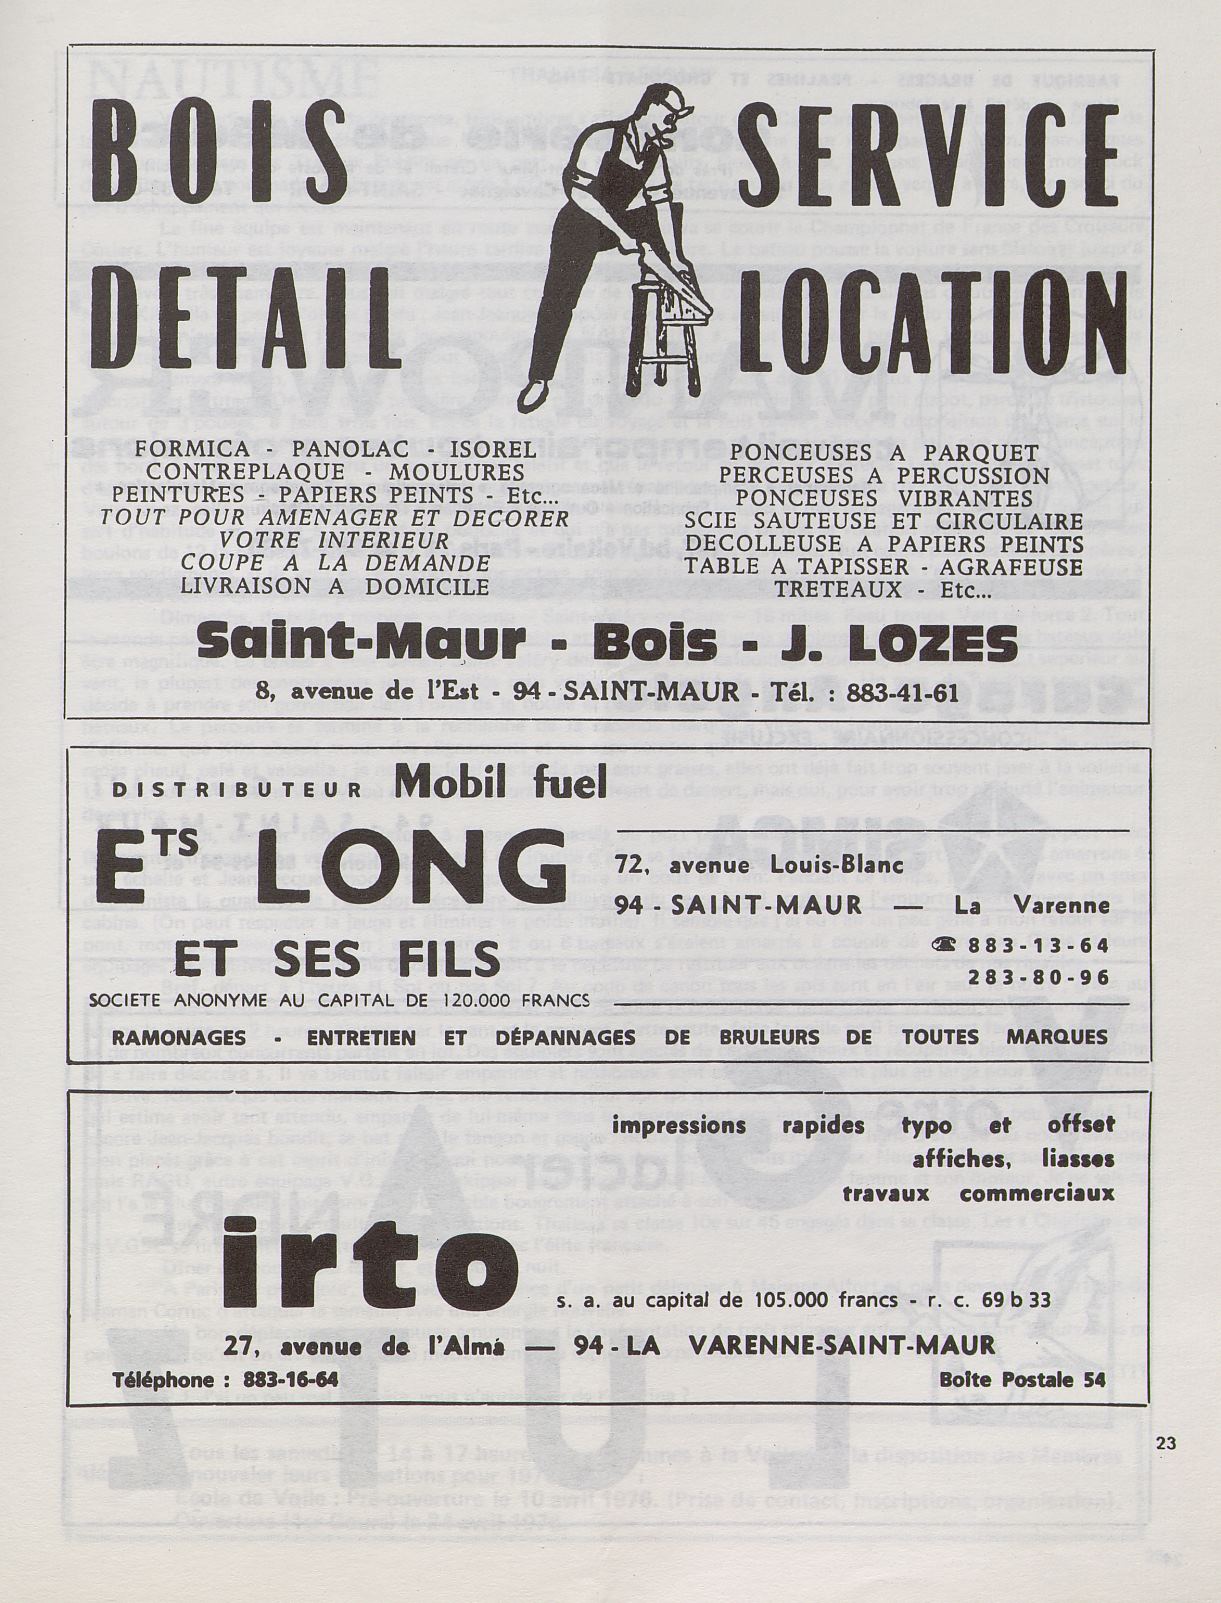 BOIS
DETAIL
SERVICE
LOCATION
FORMICA - PANOLAC - ISOREL
CONTREPLAQUE - MOULURES
PEINTURES - PAPIERS PEINTS - Etc...
TOUT POUR AMENAGER ET DECORER
VOTRE INTERIEUR
COUPE A LA DEMANDE
LIVRAISON A DOMICILE
PONCEUSES A PARQUET
PERCEUSES A PERCUSSION
PONCEUSES VIBRANTES
SCIE SAUTEUSE ET CIRCULAIRE
DECOLLEUSE A PAPIERS PEINTS
TABLE A TAPISSER - AGRAFEUSE
TRETEAUX - Etc...
Saint-Maur - Bois - J. LOZES
8, avenue de l'Est - 94 - SAINT-MAUR - Tél. : 883-41-61
DISTRIBUTEUR Mobil fuel
ETS LONG
ET SES FILS
SOCIETE ANONYME AU CAPITAL DE 120.000 FRANCS
72, avenue Louis-Blanc
94 - SAINT-MAUR — La Varenne
☎ 883-13-64
283-80-96
RAMONAGES - ENTRETIEN ET DÉPANNAGES DE BRULEURS DE TOUTES MARQUES
impressions rapides typo et offset
affiches, liasses
travaux commerciaux
irto
s. a. au capital de 105.000 francs - r. c. 69 b 33
27, avenue de l'Alma — 94 - LA VARENNE-SAINT-MAUR
Téléphone : 883-16-64
Boîte Postale 54
23